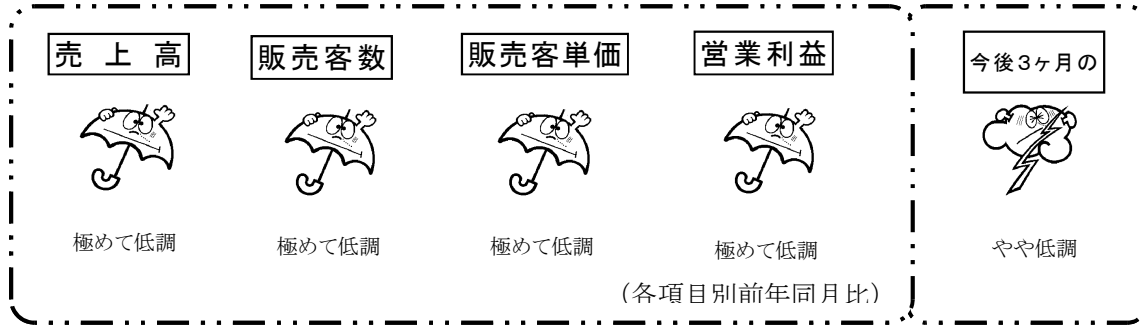 売上高
販売客数
販売客単価
営業利益
今後3ヶ月の
極めて低調
極めて低調
極めて低調
極めて低調
やや低調
（各項目別前年同月比）